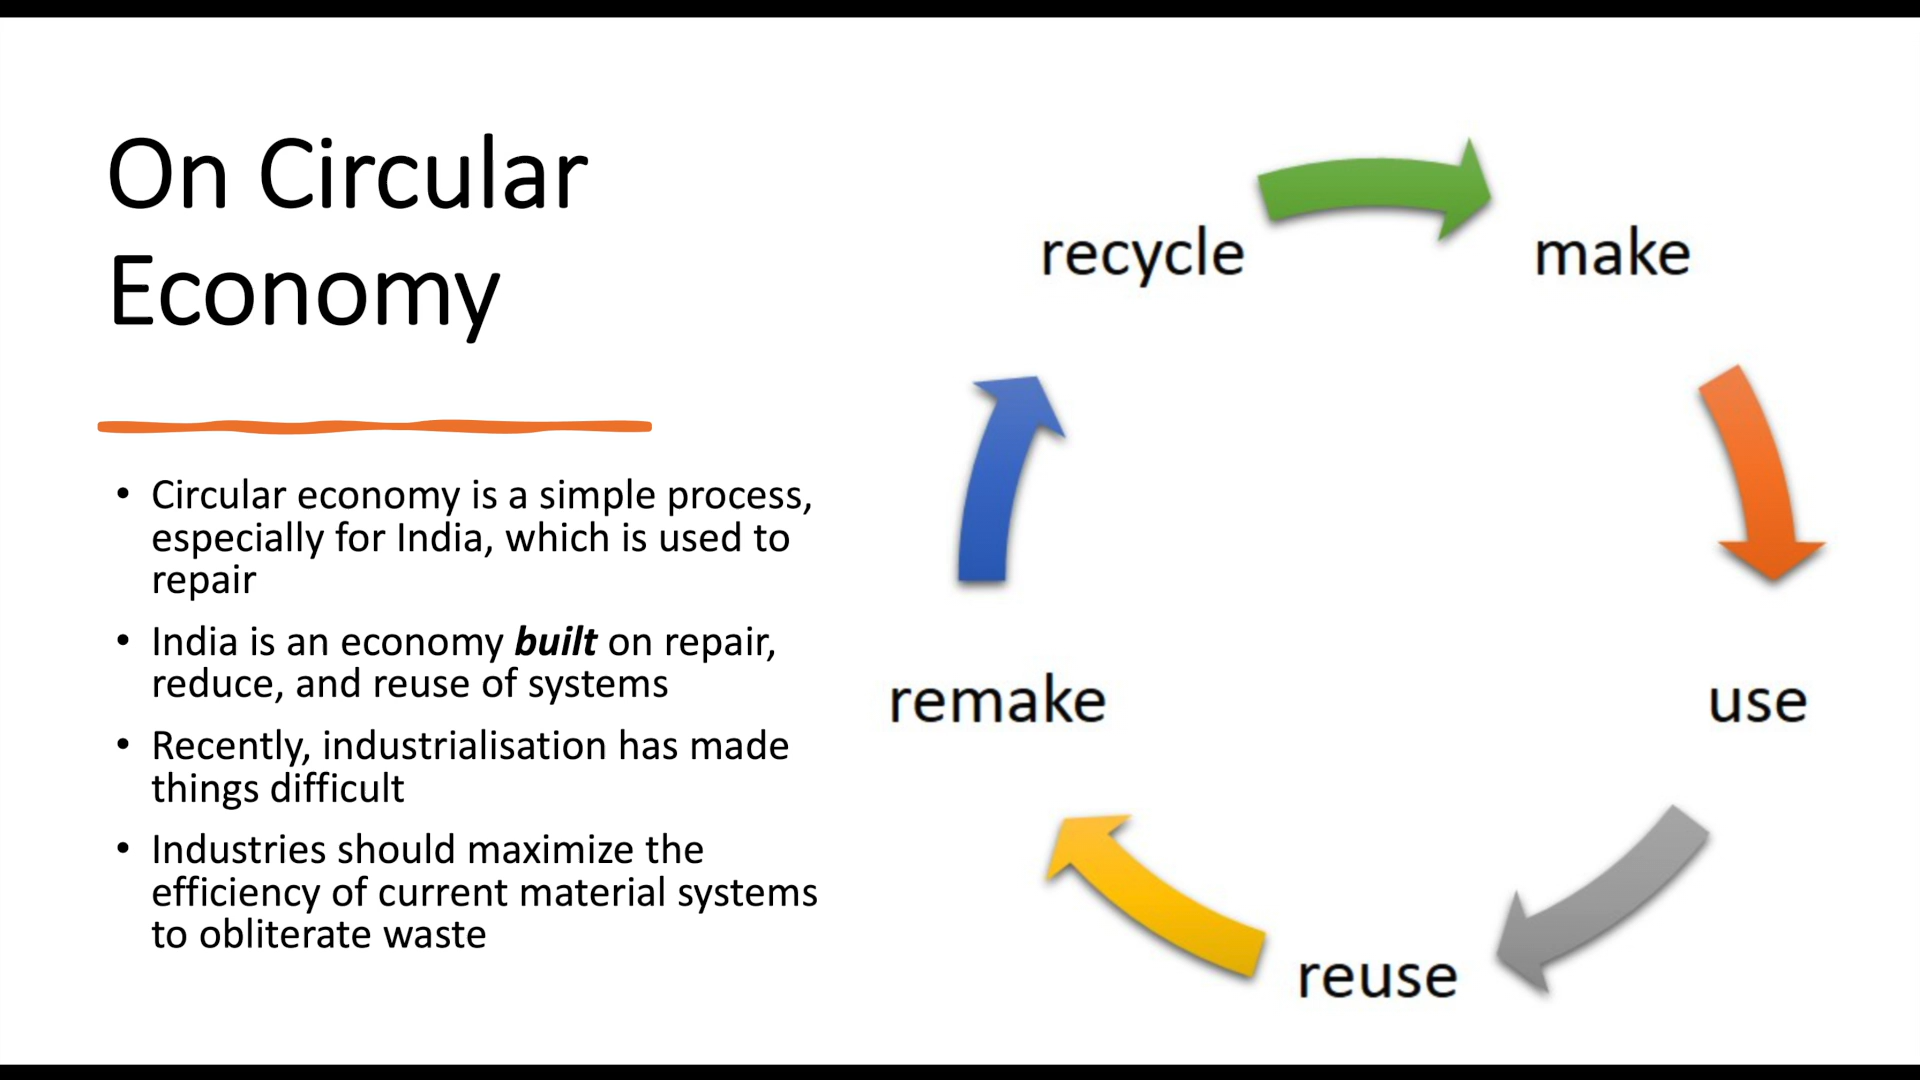 On Circular
Economy
• Circular economy is a simple process,
especially for India, which is used to
repair
• India is an economy built on repair,
reduce, and reuse of systems
• Recently, industrialisation has made
things difficult
• Industries should maximize the
efficiency of current material systems
to obliterate waste
recycle
make
use
reuse
remake